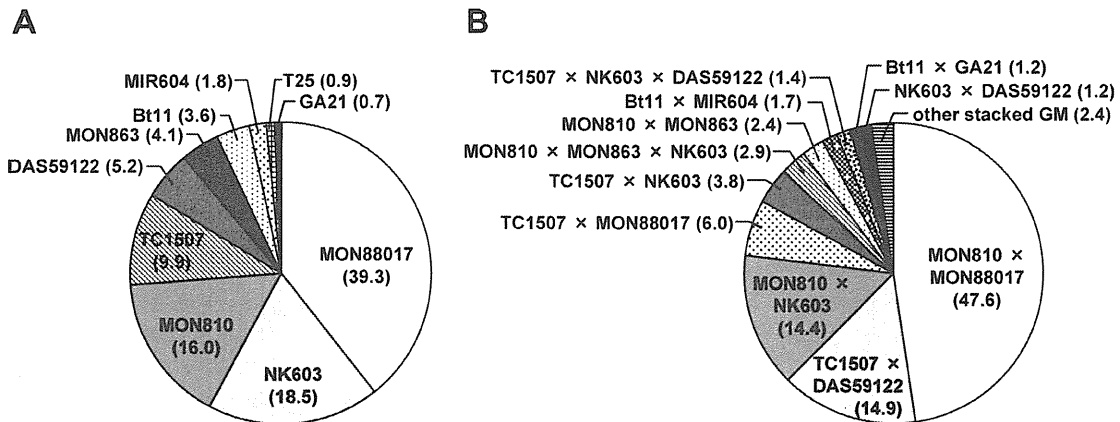 A
MIR604 (1.8)
T25 (0.9)
GA21 (0.7)
Bt11 (3.6)
MON863 (4.1)
DAS59122 (5.2)
TC1507
(9.9)
MON810
(16.0)
NK603
(18.5)
MON88017
(39.3)
B
TC1507 × NK603 × DAS59122 (1.4)
Bt11 × GA21 (1.2)
NK603 × DAS59122 (1.2)
other stacked GM (2.4)
Bt11 × MIR604 (1.7)
MON810 × MON863 (2.4)
MON810 × MON863 × NK603 (2.9)
TC1507 × NK603 (3.8)
TC1507 × MON88017 (6.0)
MON810 ×
NK603
(14.4)
TC1507 ×
DAS59122
(14.9)
MON810 ×
MON88017
(47.6)